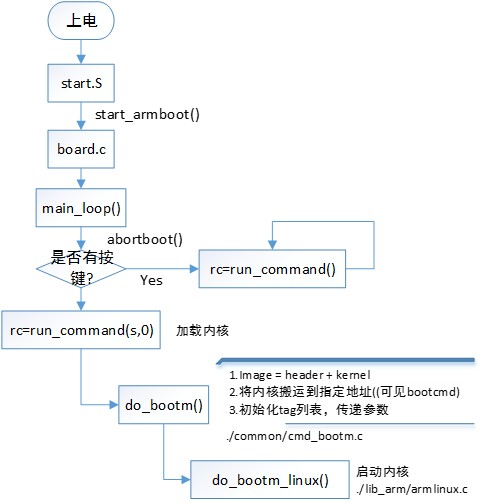 上电
start.S
start_armboot()
board.c
main_loop()
abortboot()
是否有按
键?
Yes
rc=run_command()
rc=run_command(s,0)
加载内核
1.Image = header + kernel
2.将内核搬运到指定地址((可见bootcmd)
3.初始化tag列表，传递参数
do_bootm()
./common/cmd_bootm.c
do_bootm_linux()
启动内核
./lib_arm/armlinux.c